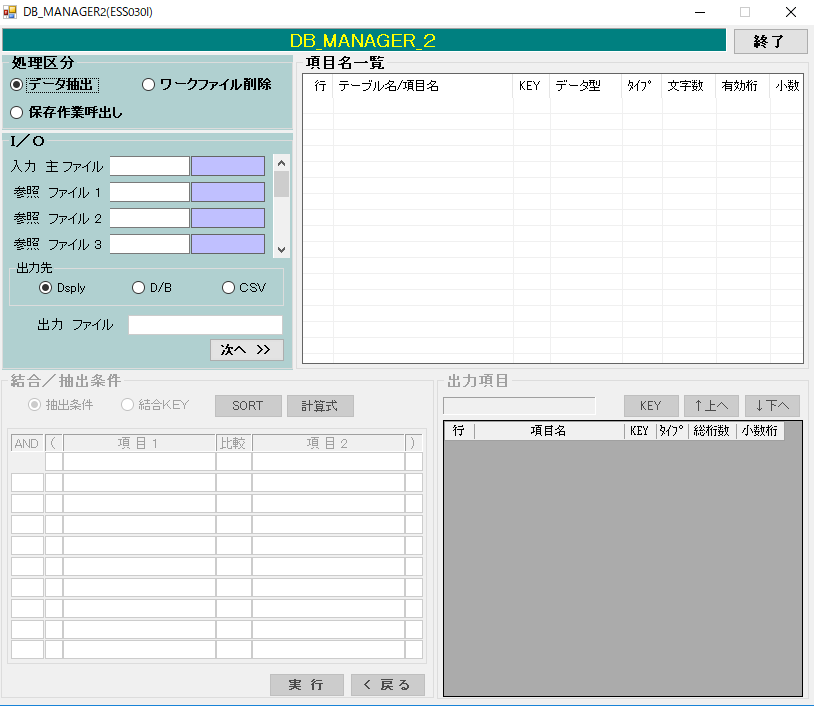 DB_MANAGER2(ESS030I)
DB_MANAGER_2
終了
処理区分
データ抽出 ワークファイル削除
保存作業呼出し
I/O
入力 主 ファイル
参照 ファイル 1
参照 ファイル 2
参照 ファイル 3
出力先
Dsply D/B CSV
出力 ファイル
次へ >>
項目名一覧
行 テーブル名/項目名 KEY データ型 ﾀｲﾌﾟ 文字数 有効桁 小数
結合/抽出条件
抽出条件 結合KEY SORT 計算式
AND ( 項目1 比較 項目2 )
実行 < 戻る
出力項目
KEY ↑上へ ↓下へ
行 項目名 KEY ﾀｲﾌﾟ 総桁数 小数桁